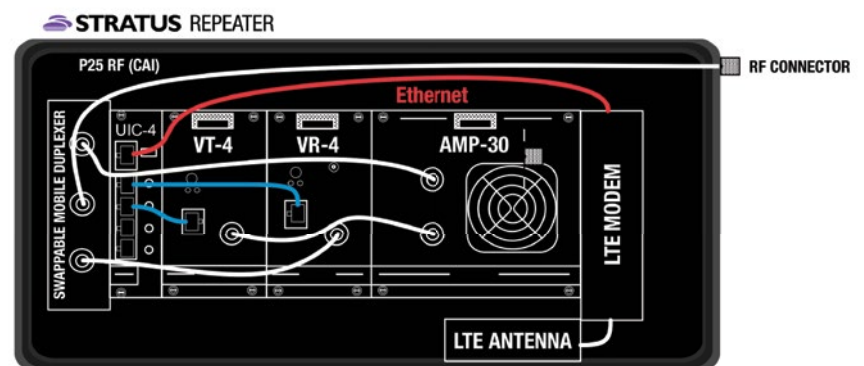 STRATUS REPEATER
P25 RF (CAI)
RF CONNECTOR
Ethernet
UIC-4
VT-4
VR-4
AMP-30
SWAPPABLE MOBILE DUPLEXER
LTE MODEM
LTE ANTENNA